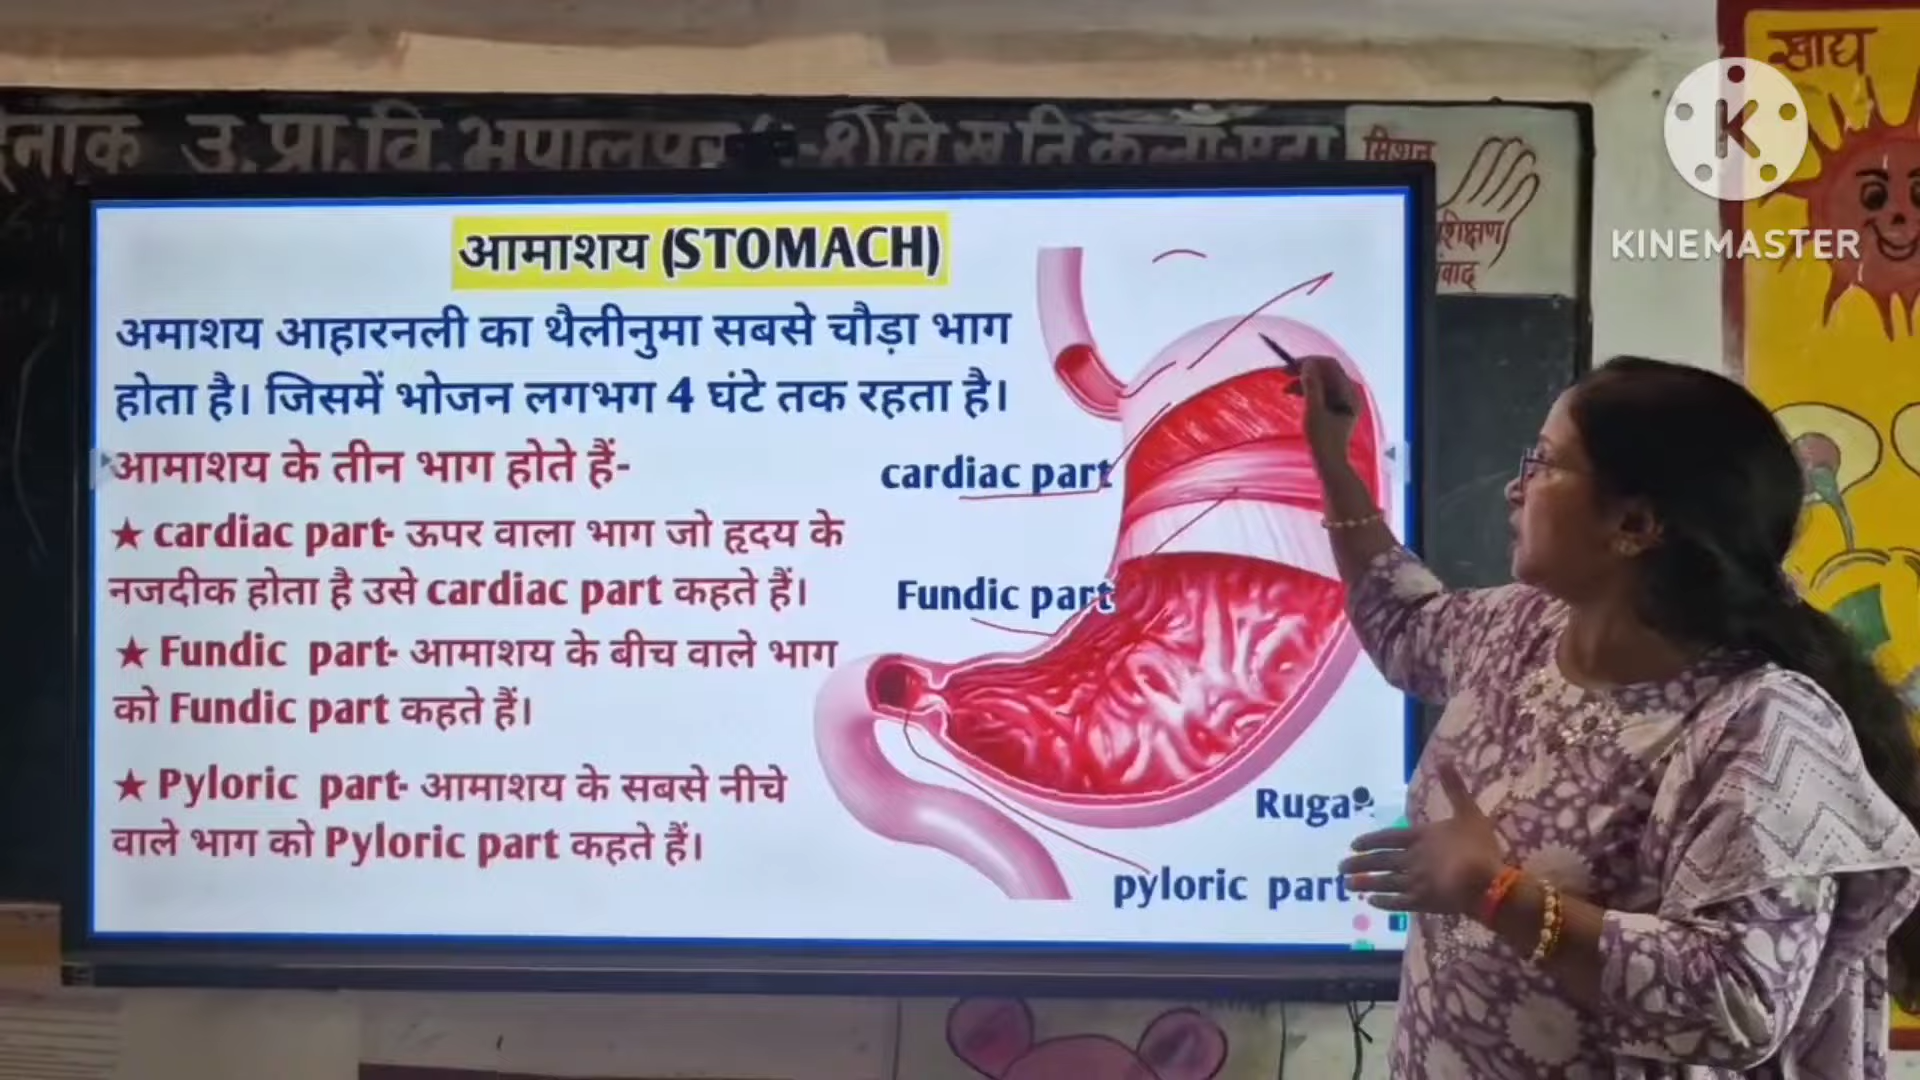 खाद्य
उ.प्रा.वि.
मिशन
शिक्षण
संवाद
KINEMASTER
आमाशय (STOMACH)
अमाशय आहारनली का थैलीनुमा सबसे चौड़ा भाग
होता है। जिसमें भोजन लगभग 4 घंटे तक रहता है।
आमाशय के तीन भाग होते हैं-
★ cardiac part- ऊपर वाला भाग जो हृदय के
नजदीक होता है उसे cardiac part कहते हैं।
★ Fundic part- आमाशय के बीच वाले भाग
को Fundic part कहते हैं।
★ Pyloric part- आमाशय के सबसे नीचे
वाले भाग को Pyloric part कहते हैं।
cardiac part
Fundic part
pyloric part